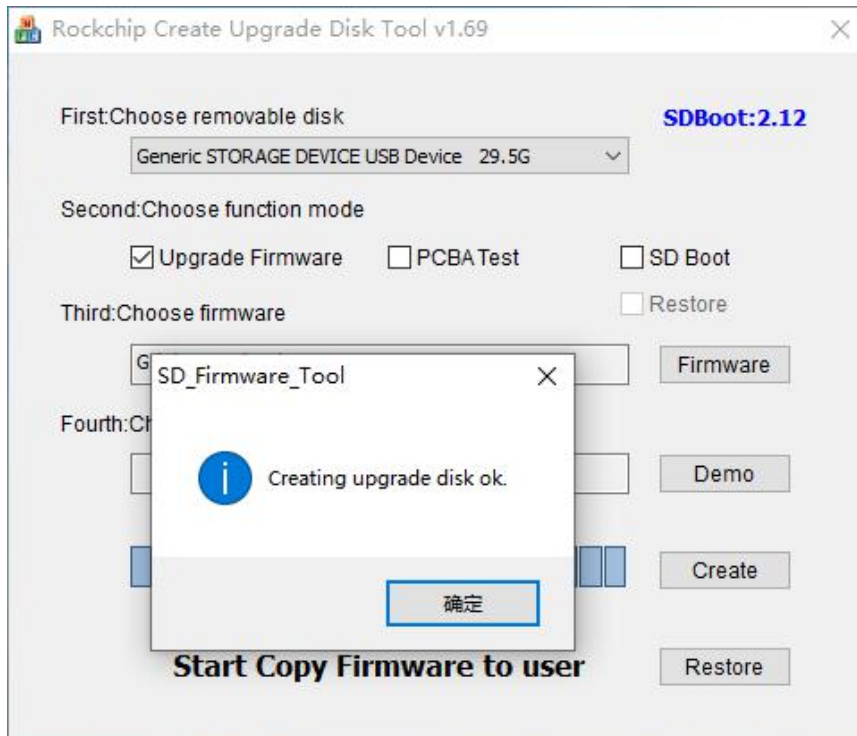 Rockchip Create Upgrade Disk Tool v1.69
First:Choose removable disk
SDBoot:2.12
Generic STORAGE DEVICE USB Device 29.5G
Second:Choose function mode
Upgrade Firmware
PCBA Test
SD Boot
Third:Choose firmware
Restore
Firmware
SD_Firmware_Tool
Creating upgrade disk ok.
确定
Demo
Create
Start Copy Firmware to user
Restore